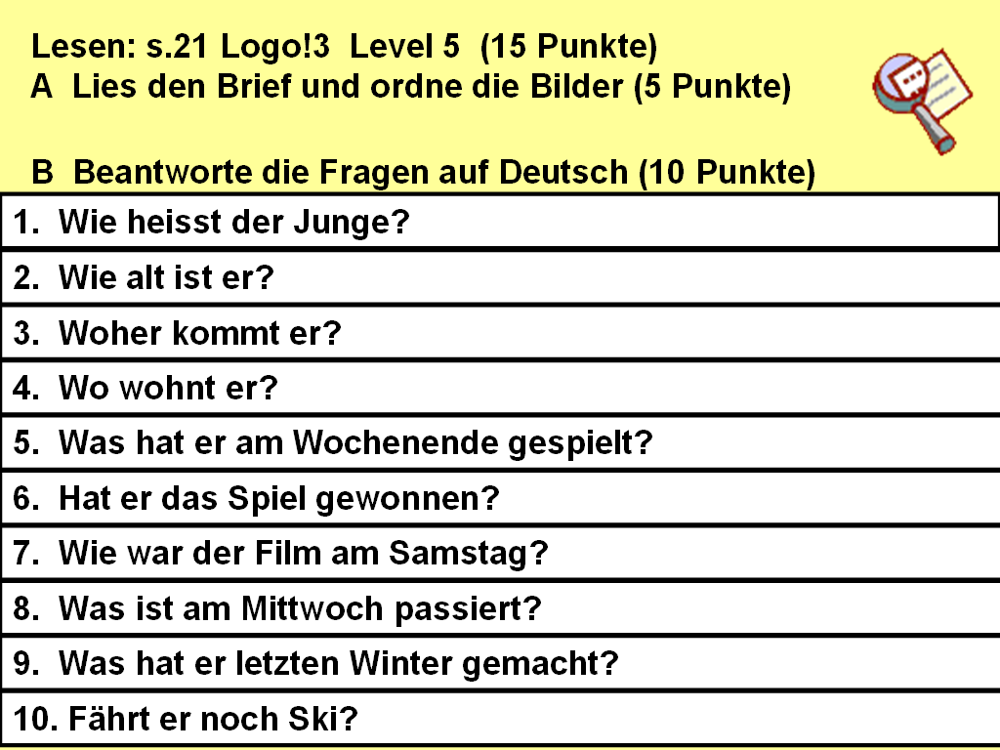 Lesen: s.21 Logo!3  Level 5  (15 Punkte)
A  Lies den Brief und ordne die Bilder (5 Punkte)
B  Beantworte die Fragen auf Deutsch (10 Punkte)
1.  Wie heisst der Junge?
2.  Wie alt ist er?
3.  Woher kommt er?
4.  Wo wohnt er?
5.  Was hat er am Wochenende gespielt?
6.  Hat er das Spiel gewonnen?
7.  Wie war der Film am Samstag?
8.  Was ist am Mittwoch passiert?
9.  Was hat er letzten Winter gemacht?
10. Fährt er noch Ski?